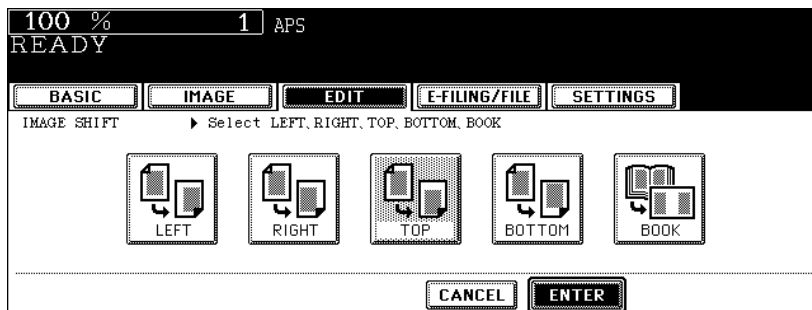 100 % 1 APS
READY
BASIC IMAGE EDIT E-FILING/FILE SETTINGS
IMAGE SHIFT ▶ Select LEFT, RIGHT, TOP, BOTTOM, BOOK
LEFT RIGHT TOP BOTTOM BOOK
CANCEL ENTER